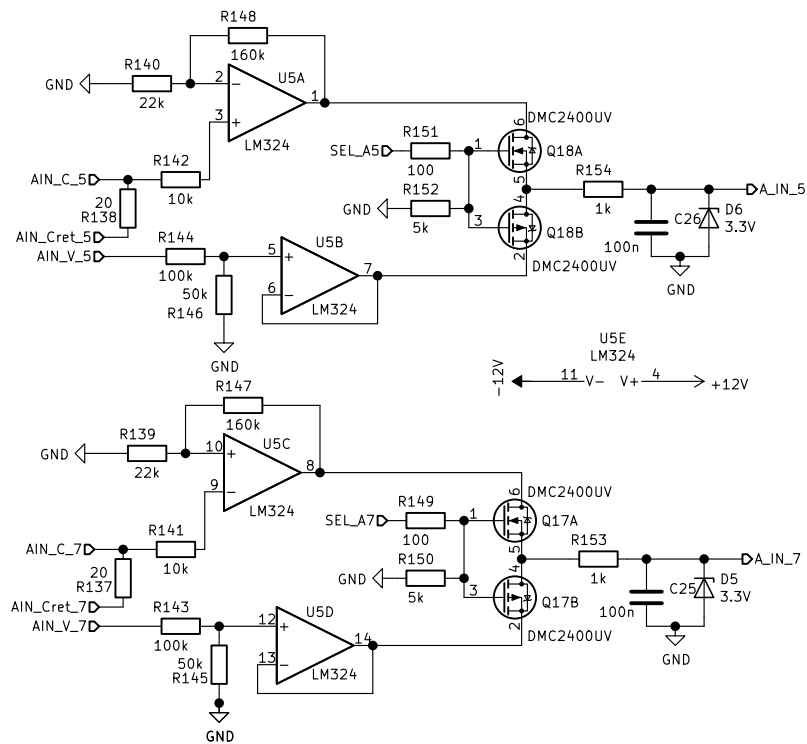 R148
160k
R140
GND
22k
2
−
U5A
1
3
+
LM324
DMC2400UV
6
R151
SEL_A5
1
Q18A
100
5
R142
AIN_C_5
10k
R154
A_IN_5
1k
R152
GND
4
20
R138
5k
3
Q18B
C26
D6
3.3V
100n
AIN_Cret_5
R144
AIN_V_5
100k
U5B
5
+
7
2
DMC2400UV
50k
6
−
R146
LM324
GND
GND
U5E
LM324
-12V
11
V-
V+
4
+12V
R147
160k
R139
GND
22k
10
+
U5C
8
9
−
LM324
DMC2400UV
6
R149
SEL_A7
1
Q17A
100
5
R141
AIN_C_7
10k
R153
A_IN_7
1k
R150
GND
4
20
R137
5k
3
Q17B
C25
D5
3.3V
100n
AIN_Cret_7
R143
AIN_V_7
100k
U5D
12
+
14
2
DMC2400UV
50k
13
−
R145
LM324
GND
GND